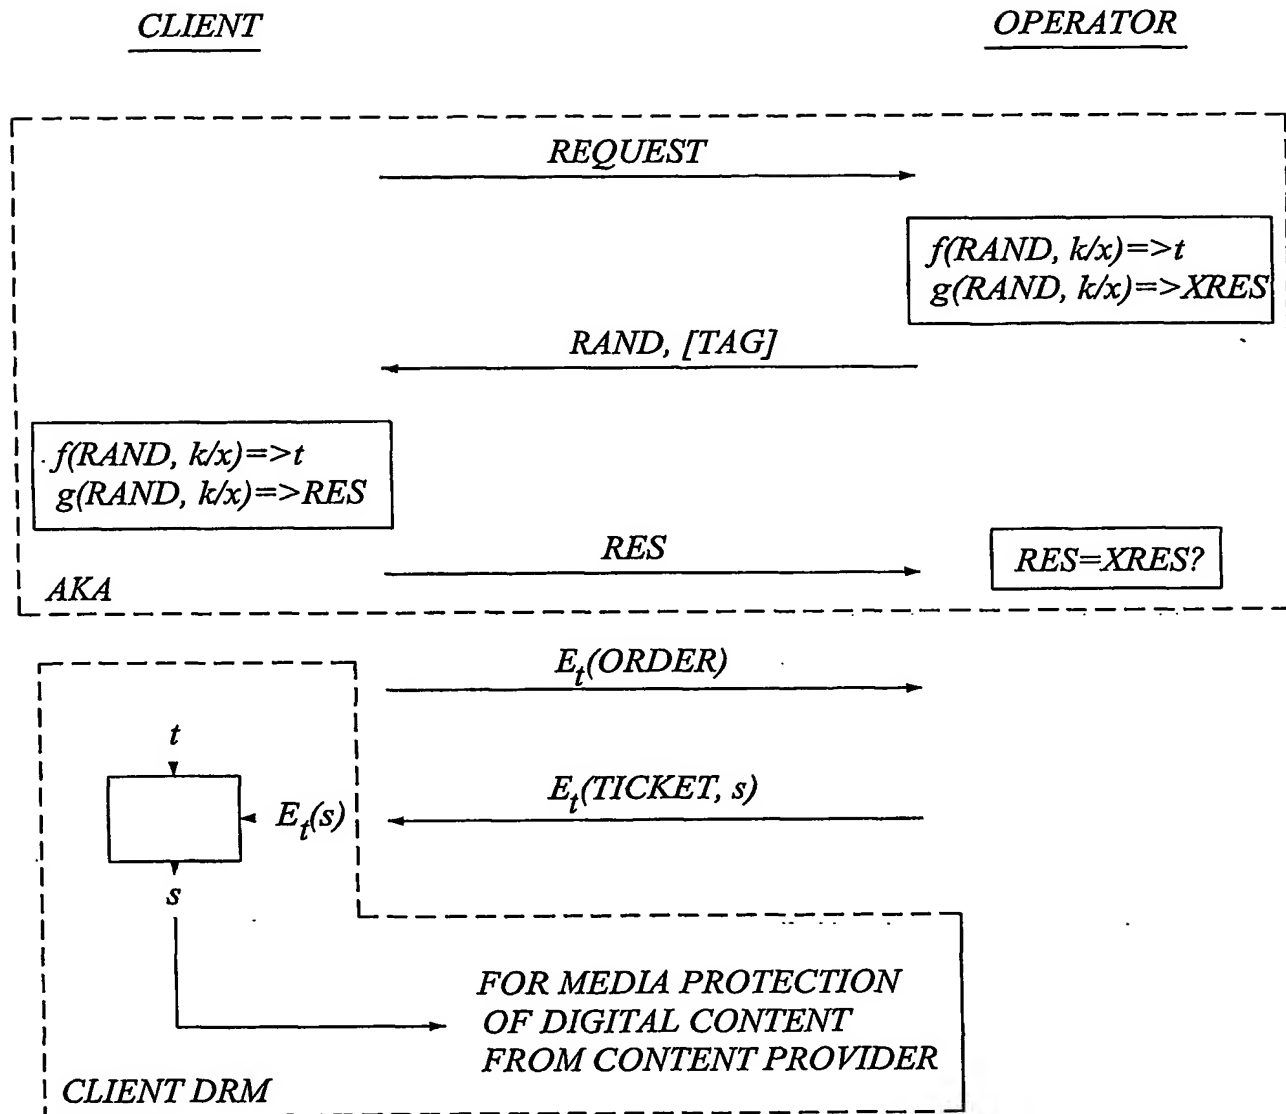 CLIENT
OPERATOR
REQUEST
f(RAND, k/x)=>t
g(RAND, k/x)=>XRES
RAND, [TAG]
f(RAND, k/x)=>t
g(RAND, k/x)=>RES
RES
RES=XRES?
AKA
E_t(ORDER)
t
E_t(TICKET, s)
E_t(s)
s
FOR MEDIA PROTECTION
OF DIGITAL CONTENT
FROM CONTENT PROVIDER
CLIENT DRM